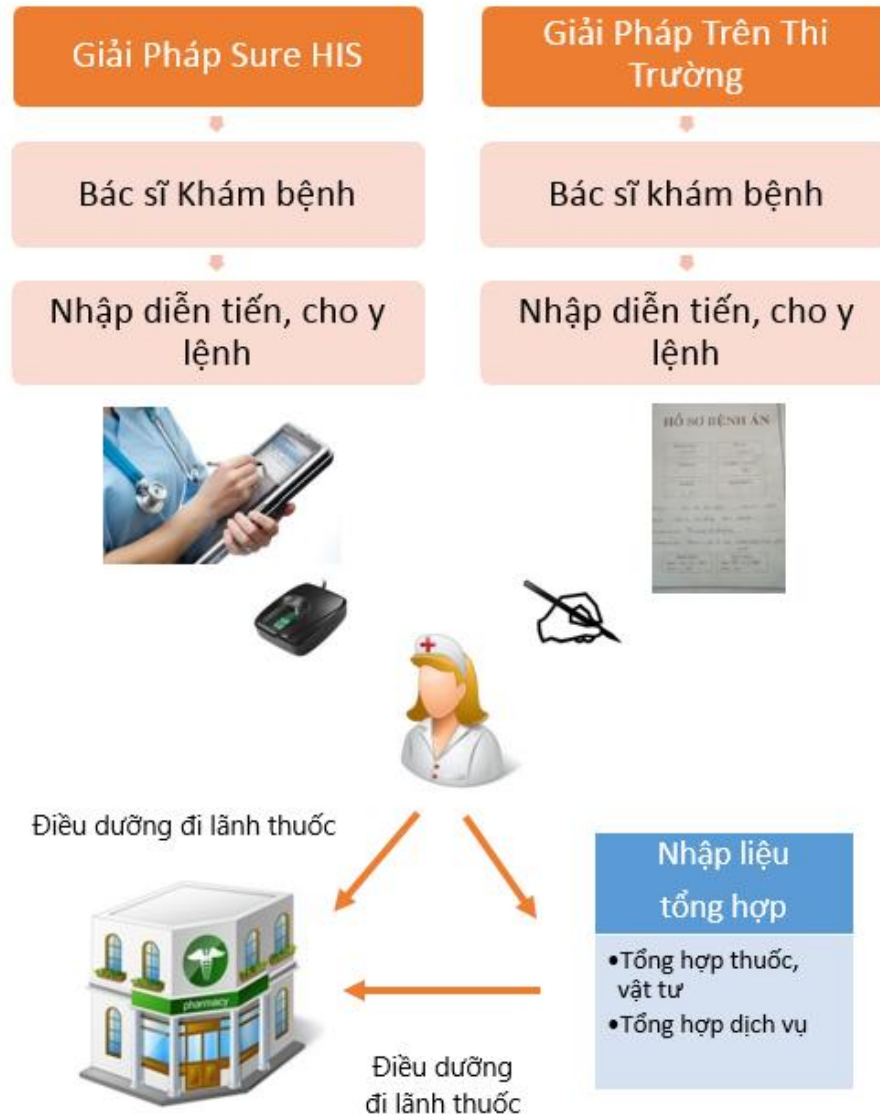 Giải Pháp Sure HIS
Giải Pháp Trên Thi
Trường
Bác sĩ Khám bệnh
Bác sĩ khám bệnh
Nhập diễn tiến, cho y
lệnh
Nhập diễn tiến, cho y
lệnh
HỒ SƠ BỆNH ÁN
Điều dưỡng đi lãnh thuốc
Nhập liệu
tổng hợp
•Tổng hợp thuốc,
vật tư
•Tổng hợp dịch vụ
pharmacy
Điều dưỡng
đi lãnh thuốc